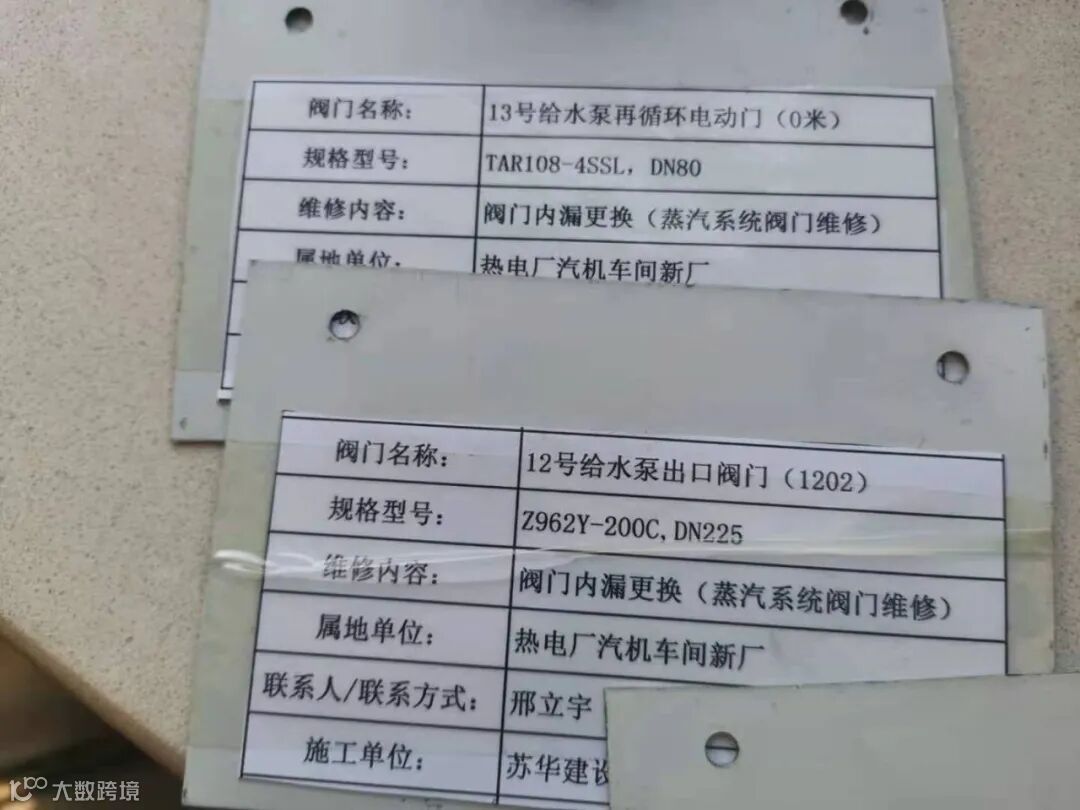 阀门名称： 13号给水泵再循环电动门（0米）
规格型号： TAR108-4SSL，DN80
维修内容： 阀门内漏更换（蒸汽系统阀门维修）
属地单位： 热电厂汽机车间新厂
阀门名称： 12号给水泵出口阀门（1202）
规格型号： Z962Y-200C,DN225
维修内容： 阀门内漏更换（蒸汽系统阀门维修）
属地单位： 热电厂汽机车间新厂
联系人/联系方式： 邢立宇
施工单位： 苏华建设
大数跨境